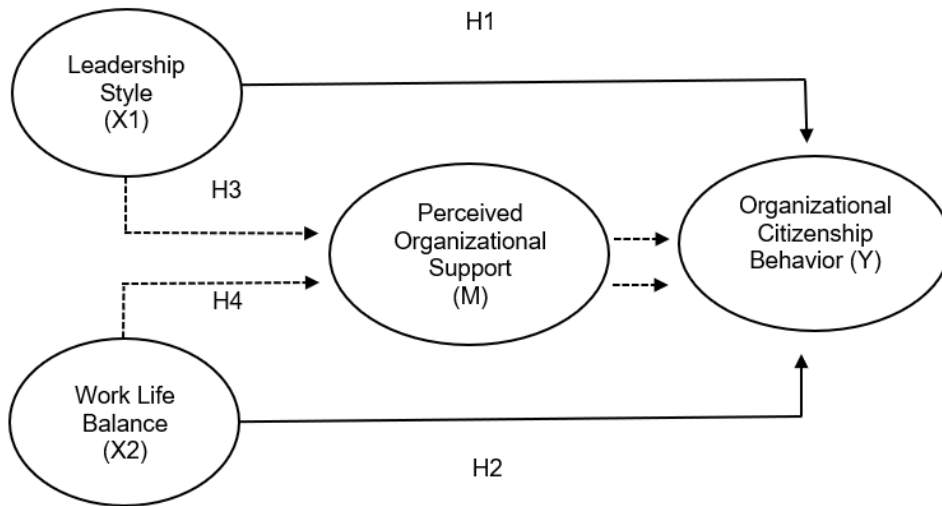 H1
Leadership
Style
(X1)
H3
Perceived
Organizational
Support
(M)
Organizational
Citizenship
Behavior (Y)
H4
Work Life
Balance
(X2)
H2